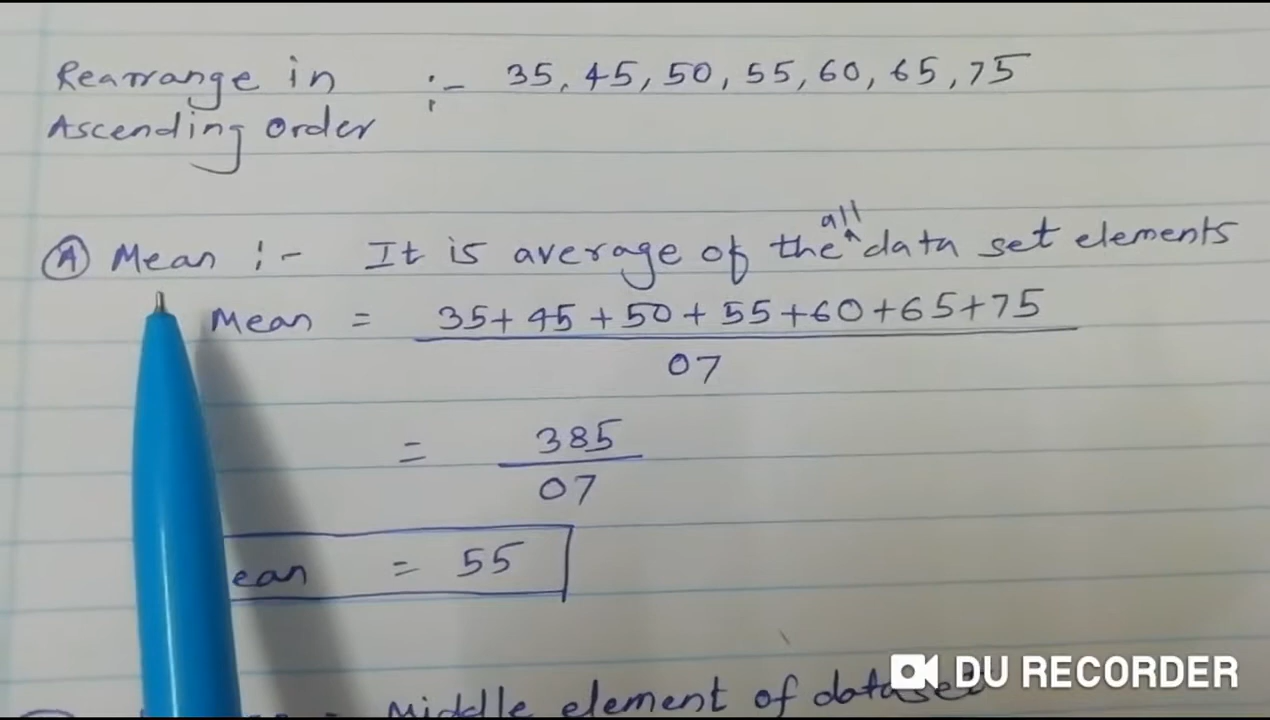 Rearrange in :- 35, 45, 50, 55, 60, 65, 75
Ascending order
Ⓐ Mean :- It is average of the all data set elements
Mean = 35+ 45 + 50 + 55 + 60 + 65 + 75
07
= 385
07
ean = 55
Middle element of dataset
DU RECORDER